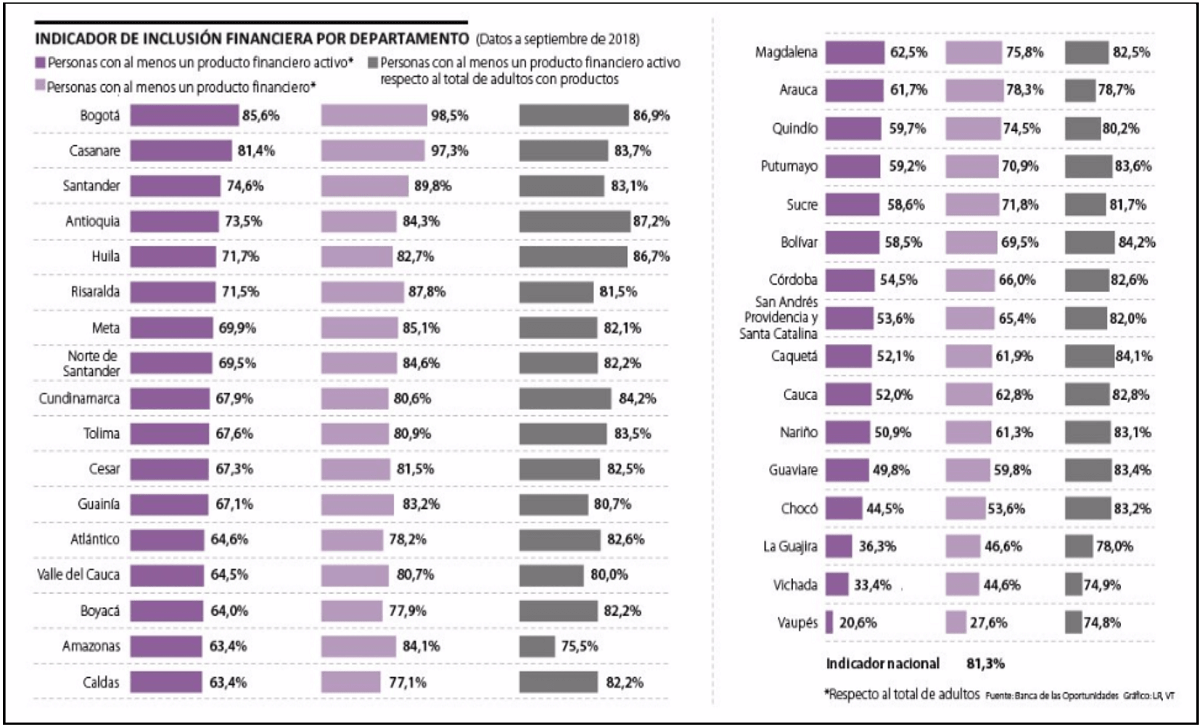 INDICADOR DE INCLUSIÓN FINANCIERA POR DEPARTAMENTO (Datos a septiembre de 2018)
Personas con al menos un producto financiero activo*
Personas con al menos un producto financiero*
Personas con al menos un producto financiero activo
respecto al total de adultos con productos
Bogotá 85,6% 98,5% 86,9%
Casanare 81,4% 97,3% 83,7%
Santander 74,6% 89,8% 83,1%
Antioquia 73,5% 84,3% 87,2%
Huila 71,7% 82,7% 86,7%
Risaralda 71,5% 87,8% 81,5%
Meta 69,9% 85,1% 82,1%
Norte de
Santander 69,5% 84,6% 82,2%
Cundinamarca 67,9% 80,6% 84,2%
Tolima 67,6% 80,9% 83,5%
Cesar 67,3% 81,5% 82,5%
Guainía 67,1% 83,2% 80,7%
Atlántico 64,6% 78,2% 82,6%
Valle del Cauca 64,5% 80,7% 80,0%
Boyacá 64,0% 77,9% 82,2%
Amazonas 63,4% 84,1% 75,5%
Caldas 63,4% 77,1% 82,2%
Magdalena 62,5% 75,8% 82,5%
Arauca 61,7% 78,3% 78,7%
Quindío 59,7% 74,5% 80,2%
Putumayo 59,2% 70,9% 83,6%
Sucre 58,6% 71,8% 81,7%
Bolívar 58,5% 69,5% 84,2%
Córdoba 54,5% 66,0% 82,6%
San Andrés
Providencia y
Santa Catalina 53,6% 65,4% 82,0%
Caquetá 52,1% 61,9% 84,1%
Cauca 52,0% 62,8% 82,8%
Nariño 50,9% 61,3% 83,1%
Guaviare 49,8% 59,8% 83,4%
Chocó 44,5% 53,6% 83,2%
La Guajira 36,3% 46,6% 78,0%
Vichada 33,4% 44,6% 74,9%
Vaupés 20,6% 27,6% 74,8%
Indicador nacional 81,3%
*Respecto al total de adultos Fuente: Banca de las Oportunidades Gráfico: LR, VT